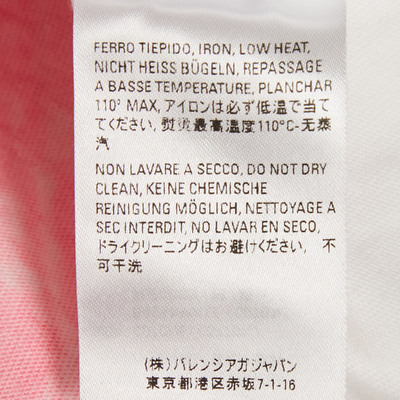 FERRO TIEPIDO, IRON, LOW HEAT,
NICHT HEISS BÜGELN, REPASSAGE
A BASSE TEMPERATURE, PLANCHAR
110° MAX, アイロンは必ず低温で当て
てください, 熨烫最高温度110°C-无蒸
汽
NON LAVARE A SECCO, DO NOT DRY
CLEAN, KEINE CHEMISCHE
REINIGUNG MÖGLICH, NETTOYAGE A
SEC INTERDIT, NO LAVAR EN SECO,
ドライクリーニングはお避けください, 不
可干洗
(株) バレンシアガジャパン
東京都港区赤坂7-1-16